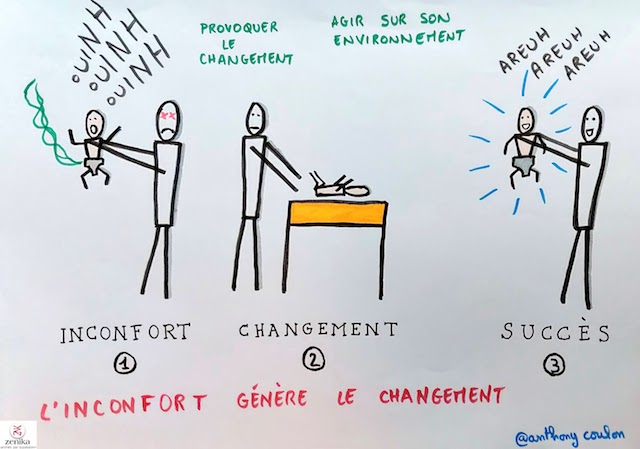 OUINH
OUINH
OUINH
PROVOQUER
LE
CHANGEMENT
AGIR SUR SON
ENVIRONNEMENT
AREUH
AREUH
AREUH
INCONFORT
CHANGEMENT
SUCCÈS
1
2
3
L'INCONFORT GÉNÈRE LE CHANGEMENT
@anthony coulon
zenika